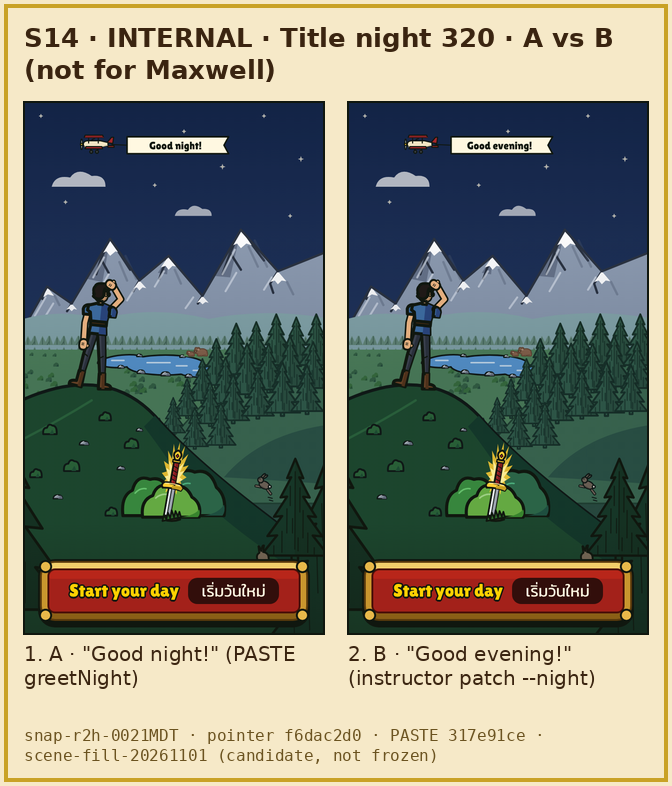 S14 · INTERNAL · Title night 320 · A vs B
(not for Maxwell)
Good night!
Good evening!
Start your day เริ่มวันใหม่
Start your day เริ่มวันใหม่
1. A · "Good night!" (PASTE
greetNight)
2. B · "Good evening!"
(instructor patch --night)
snap-r2h-0021MDT · pointer f6dac2d0 · PASTE 317e91ce ·
scene-fill-20261101 (candidate, not frozen)